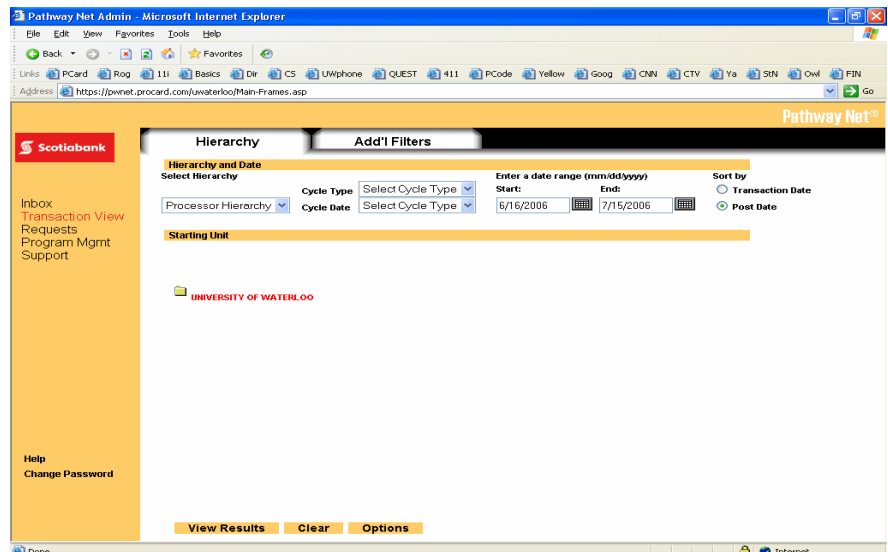 Pathway Net Admin - Microsoft Internet Explorer
File Edit View Favorites Tools Help
Back Favorites
Links PCard Rog 11i Basics Dir CS UWphone QUEST 411 PCode Yellow Goog CNN CTV Ya StN Owl FIN
Address https://pwnet.procard.com/uwaterloo/Main-Frames.asp Go
Pathway Net®
Scotiabank
Hierarchy Add'l Filters
Hierarchy and Date
Select Hierarchy Enter a date range (mm/dd/yyyy) Sort by
Cycle Type Select Cycle Type Start: End: Transaction Date
Processor Hierarchy Cycle Date Select Cycle Type 6/16/2006 7/15/2006 Post Date
Inbox
Transaction View
Requests
Program Mgmt
Support
Starting Unit
UNIVERSITY OF WATERLOO
Help
Change Password
View Results Clear Options
Done Internet